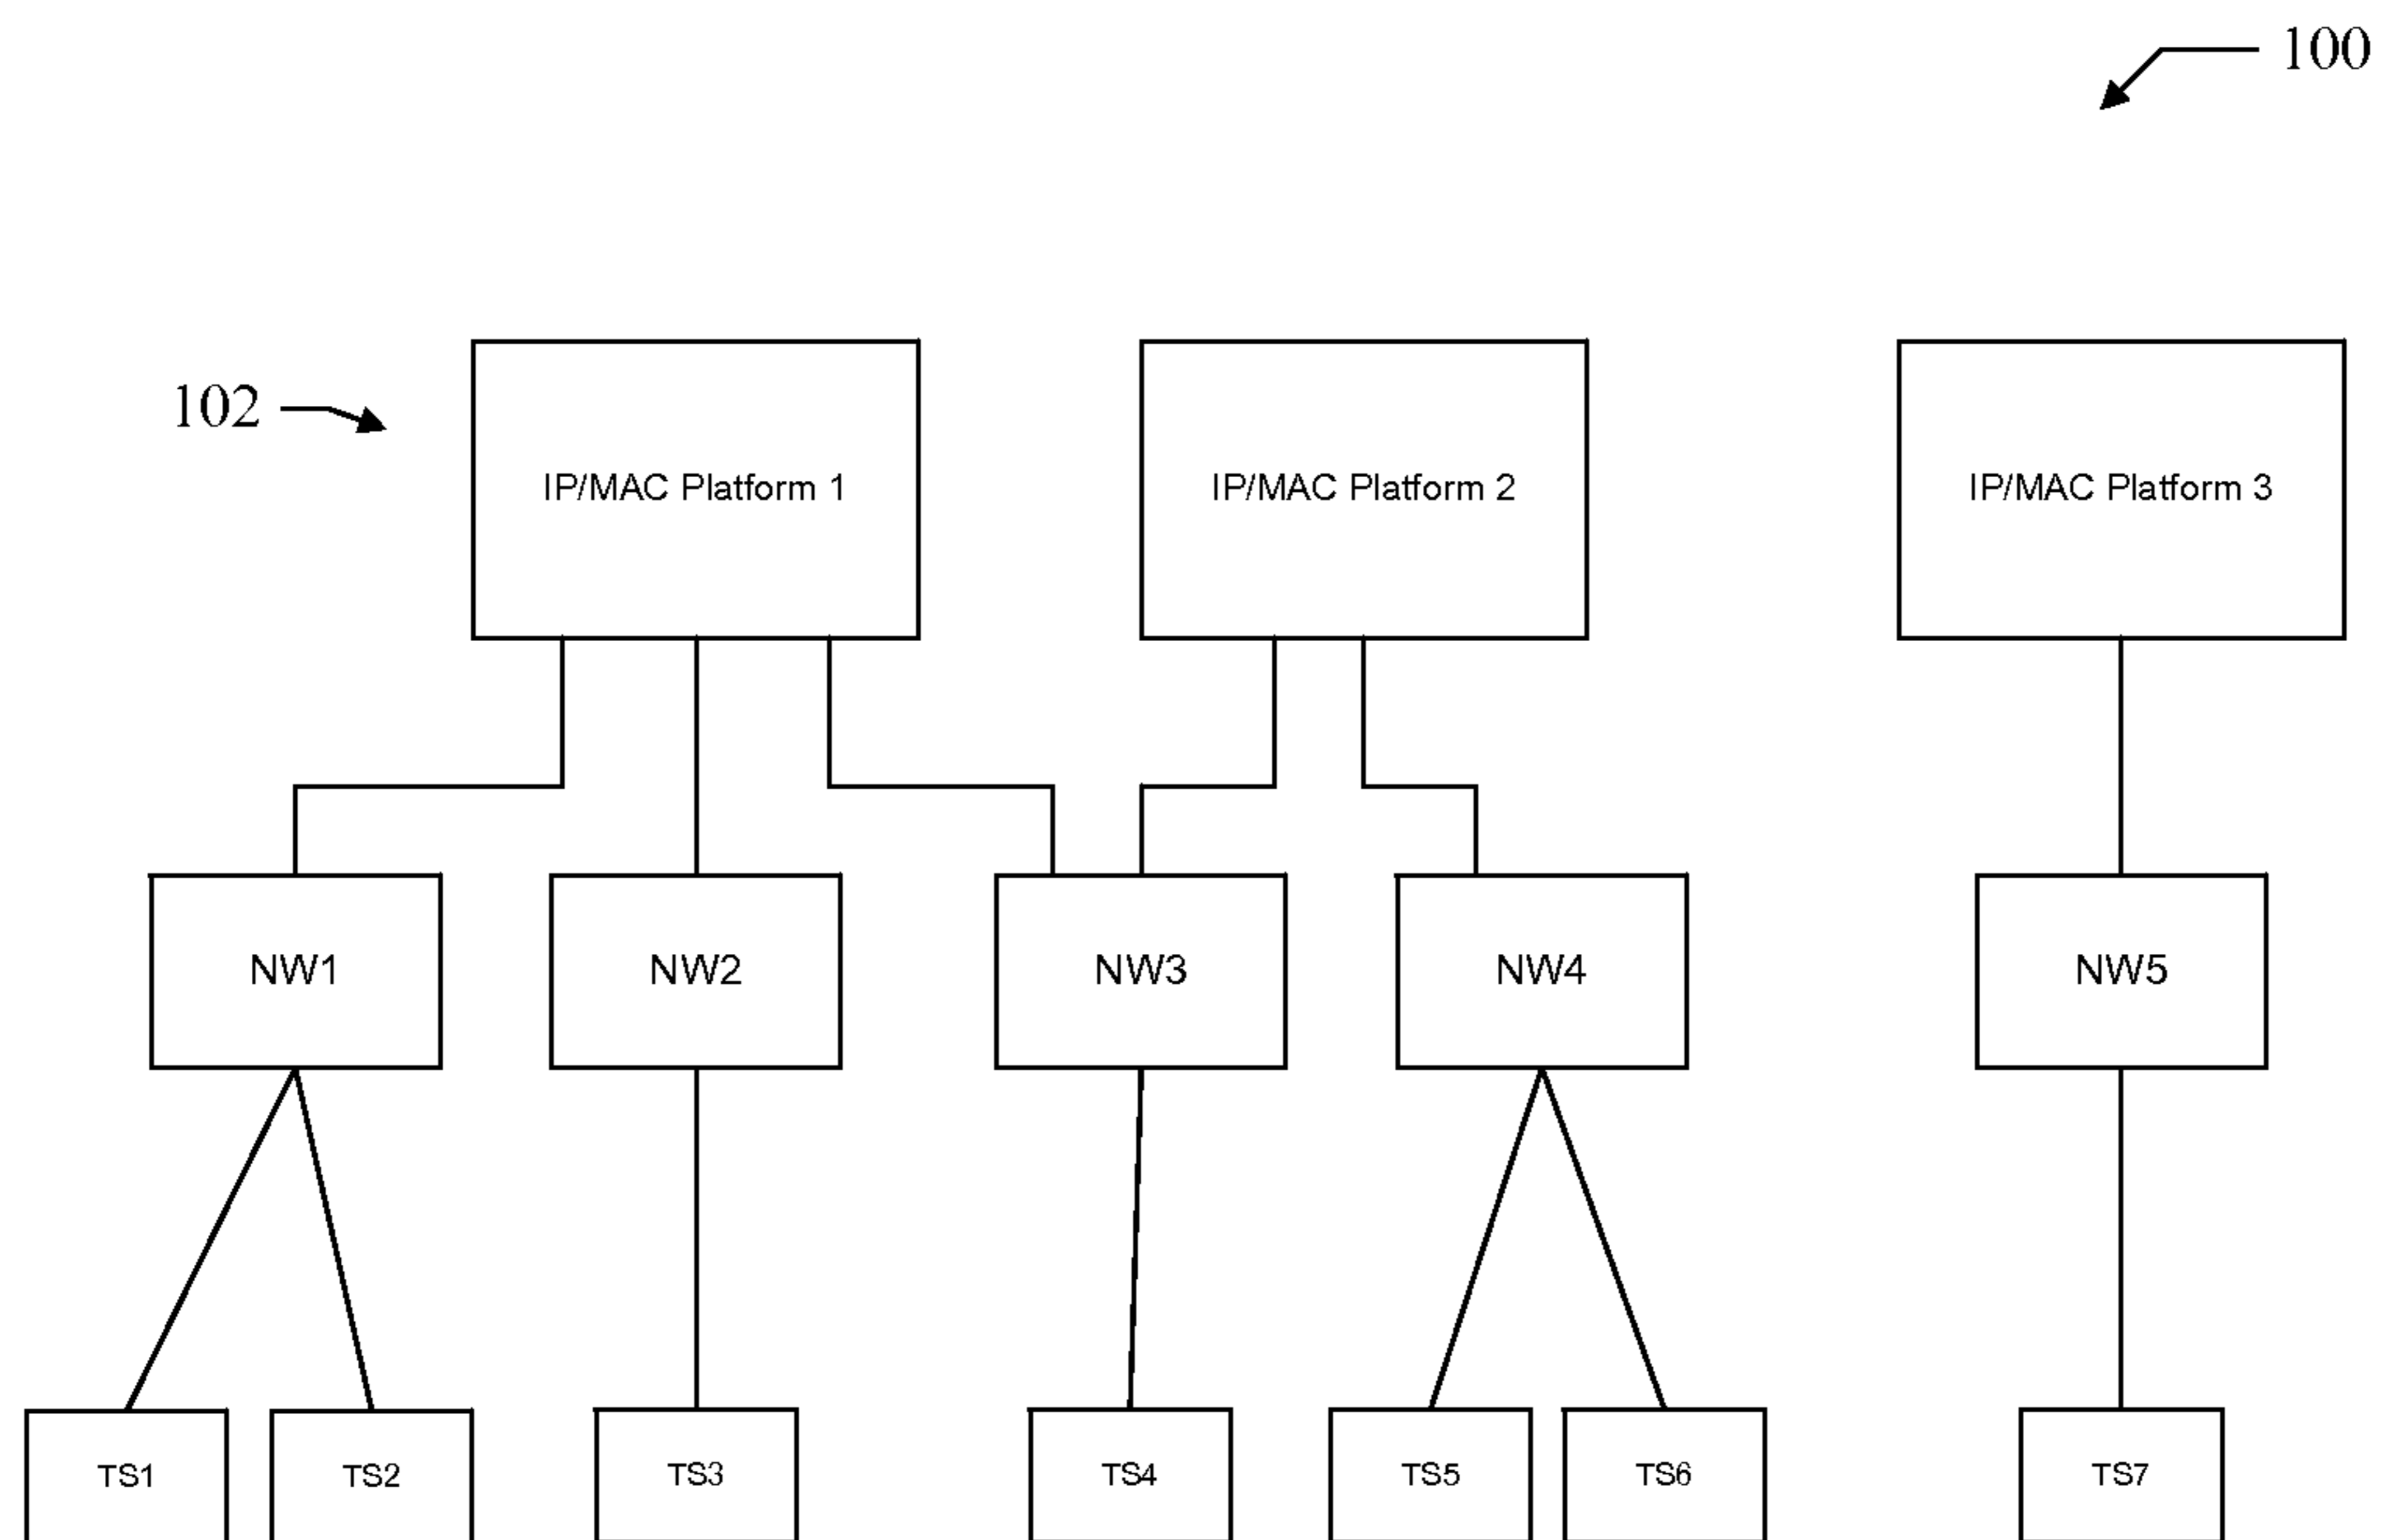 100
102
IP/MAC Platform 1
IP/MAC Platform 2
IP/MAC Platform 3
NW1
NW2
NW3
NW4
NW5
TS1
TS2
TS3
TS4
TS5
TS6
TS7